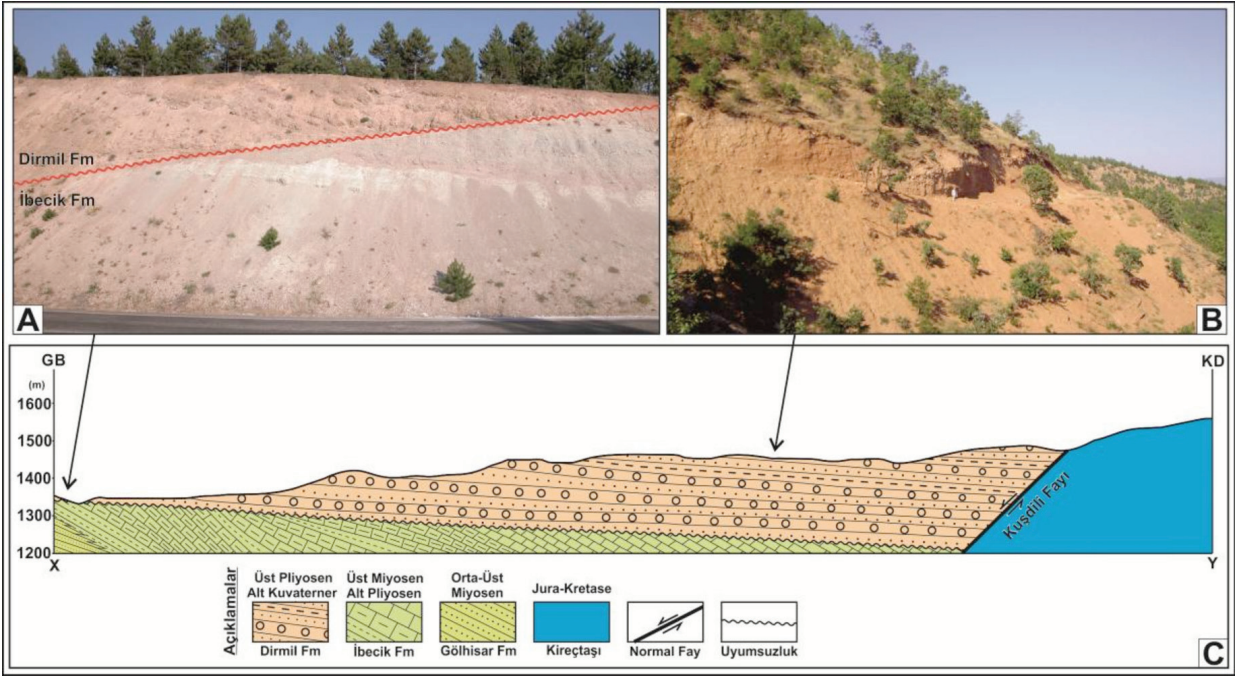 Dirmil Fm
İbecik Fm
A
B
GB
KD
(m)
1600
1500
1400
1300
1200
X
Y
Kuşdili Fayı
Açıklamalar
Üst Pliyosen
Alt Kuvaterner
Dirmil Fm
Üst Miyosen
Alt Pliyosen
İbecik Fm
Orta-Üst
Miyosen
Gölhisar Fm
Jura-Kretase
Kireçtaşı
Normal Fay
Uyumsuzluk
C